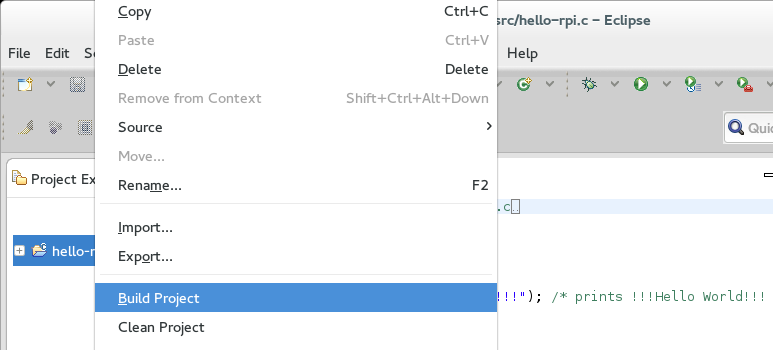 Copy Ctrl+C
src/hello-rpi.c – Eclipse
Paste Ctrl+V
File Edit Help
Delete Delete
Remove from Context Shift+Ctrl+Alt+Down
Source
Quic
Move...
Project Ex
Rename... F2
.c..
Import...
hello-r
Export...
Build Project
!!!"); /* prints !!!Hello World!!!
Clean Project